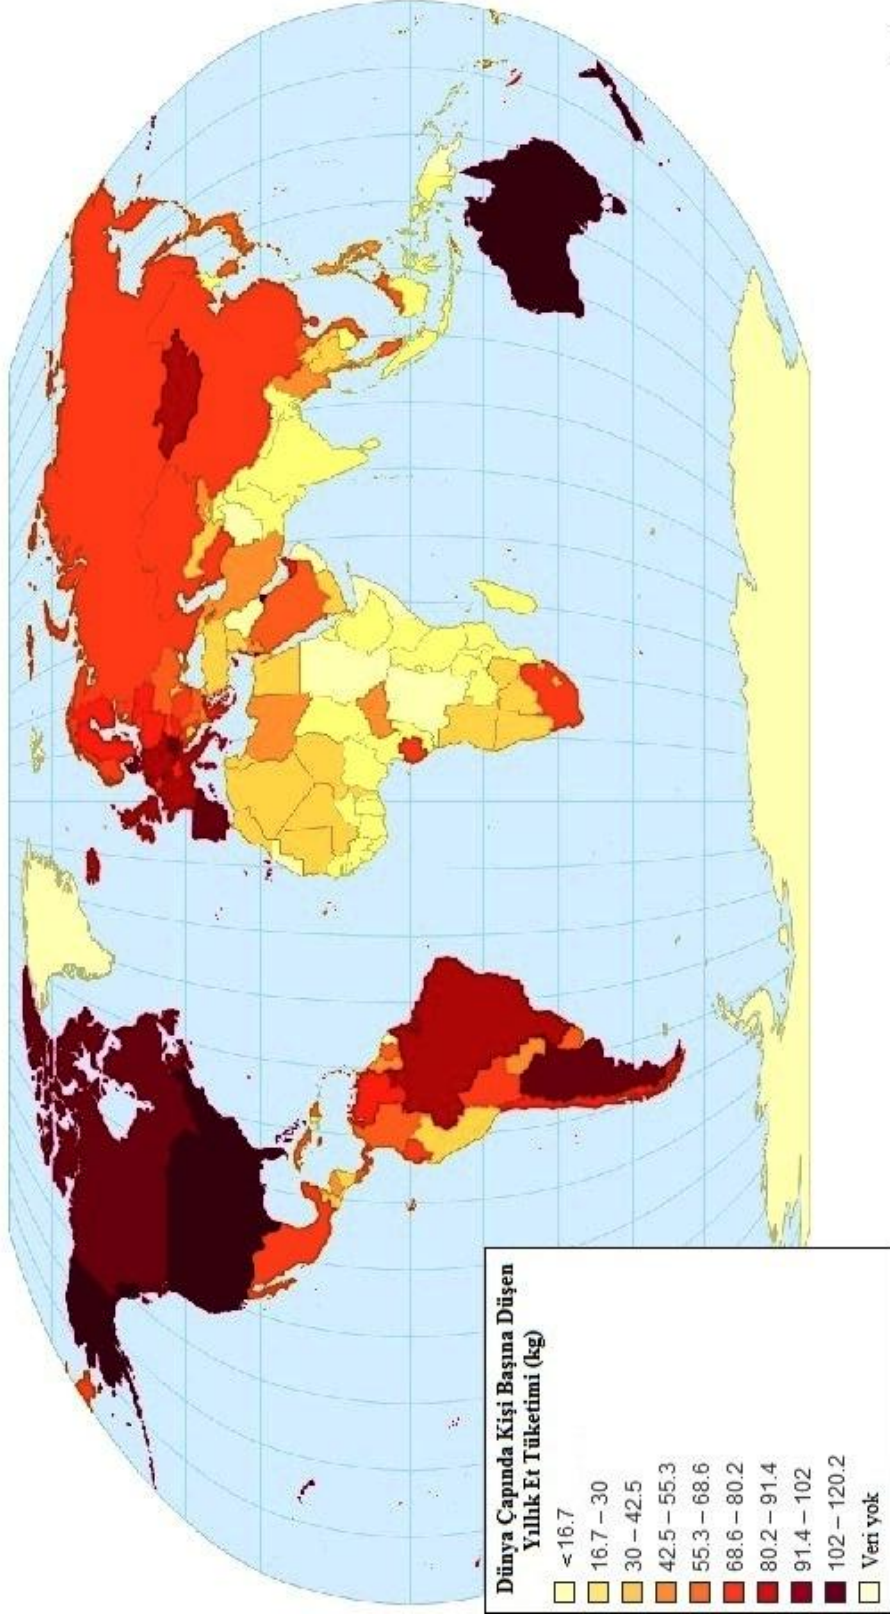 Dünya Çapında Kişi Başına Düşen
Yıllık Et Tüketimi (kg)
<16.7
16.7 – 30
30 – 42.5
42.5 – 55.3
55.3 – 68.6
68.6 – 80.2
80.2 – 91.4
91.4 – 102
102 – 120.2
Veri yok